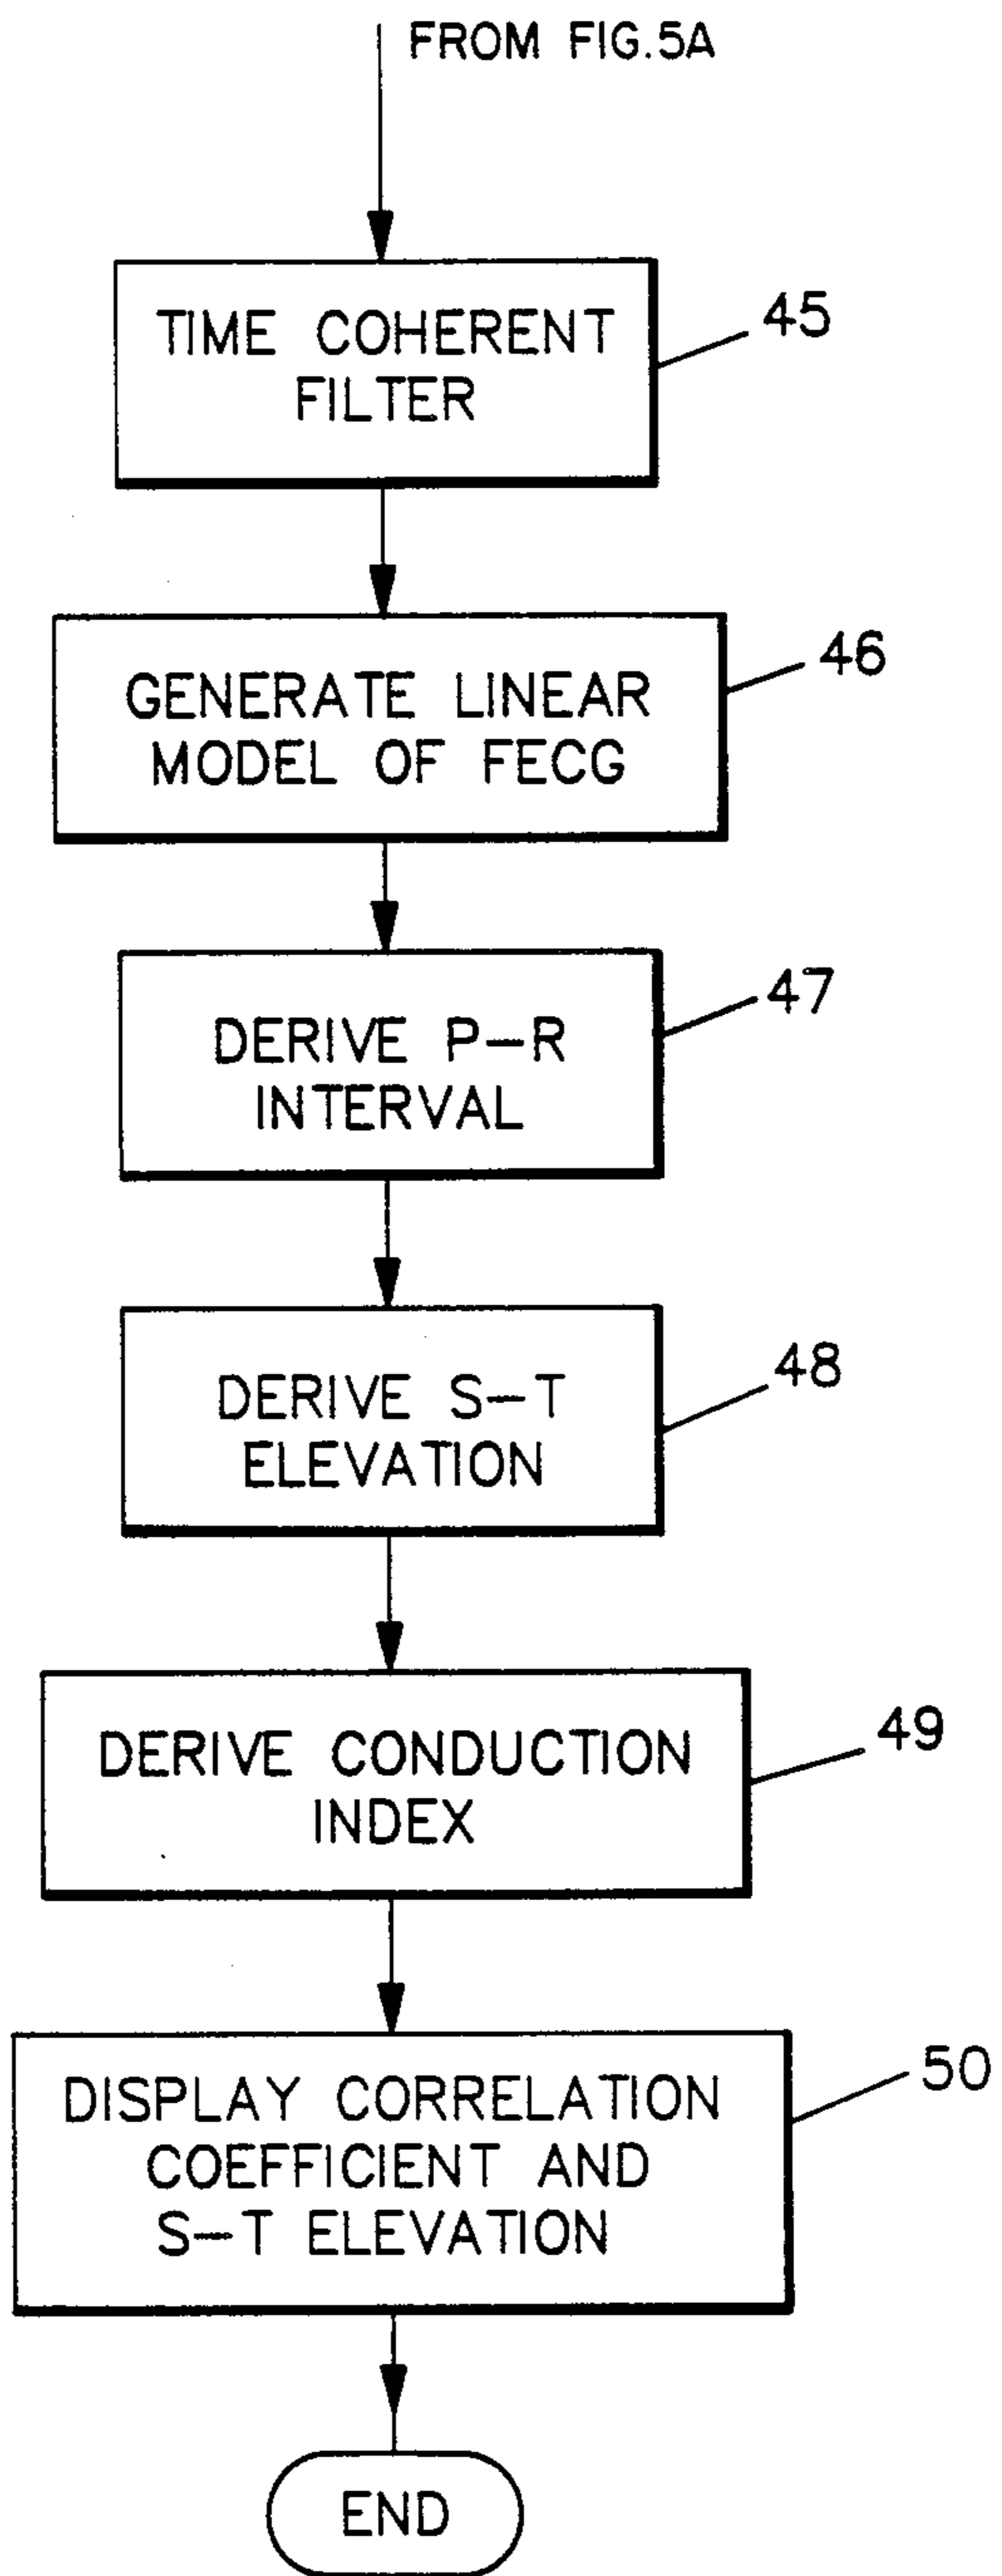 FROM FIG.5A
TIME COHERENT
FILTER
45
GENERATE LINEAR
MODEL OF FECG
46
DERIVE P-R
INTERVAL
47
DERIVE S-T
ELEVATION
48
DERIVE CONDUCTION
INDEX
49
DISPLAY CORRELATION
COEFFICIENT AND
S-T ELEVATION
50
END